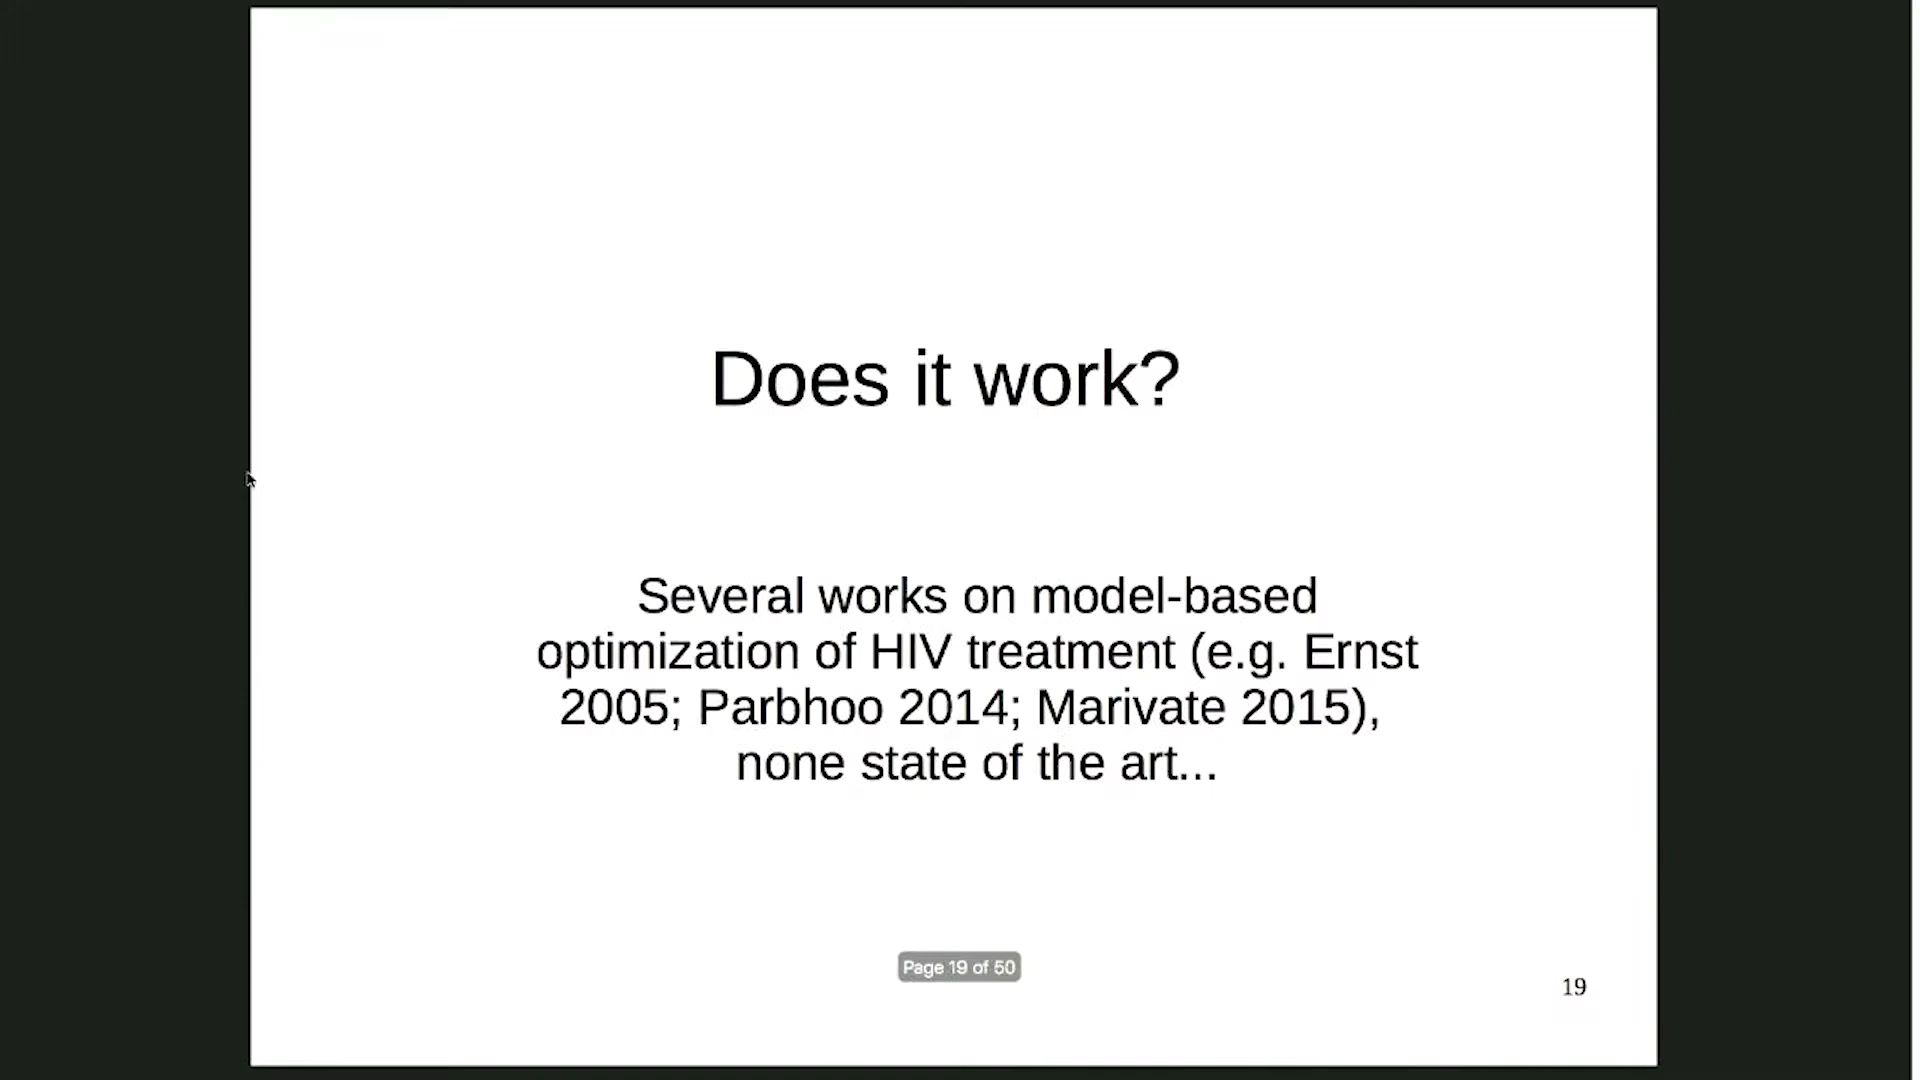 Does it work?
Several works on model-based
optimization of HIV treatment (e.g. Ernst
2005; Parbhoo 2014; Marivate 2015),
none state of the art...
Page 19 of 50
19